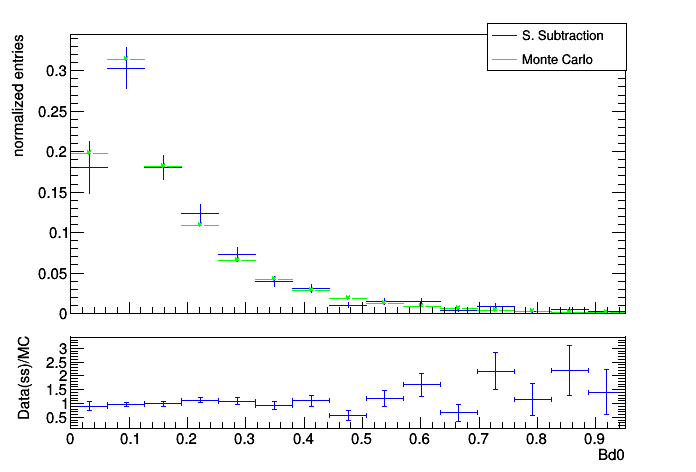 S. Subtraction
Monte Carlo
normalized entries
0.3
0.25
0.2
0.15
0.1
0.05
0
Data(ss)/MC
3
2.5
2
1.5
1
0.5
0 0.1 0.2 0.3 0.4 0.5 0.6 0.7 0.8 0.9
Bd0